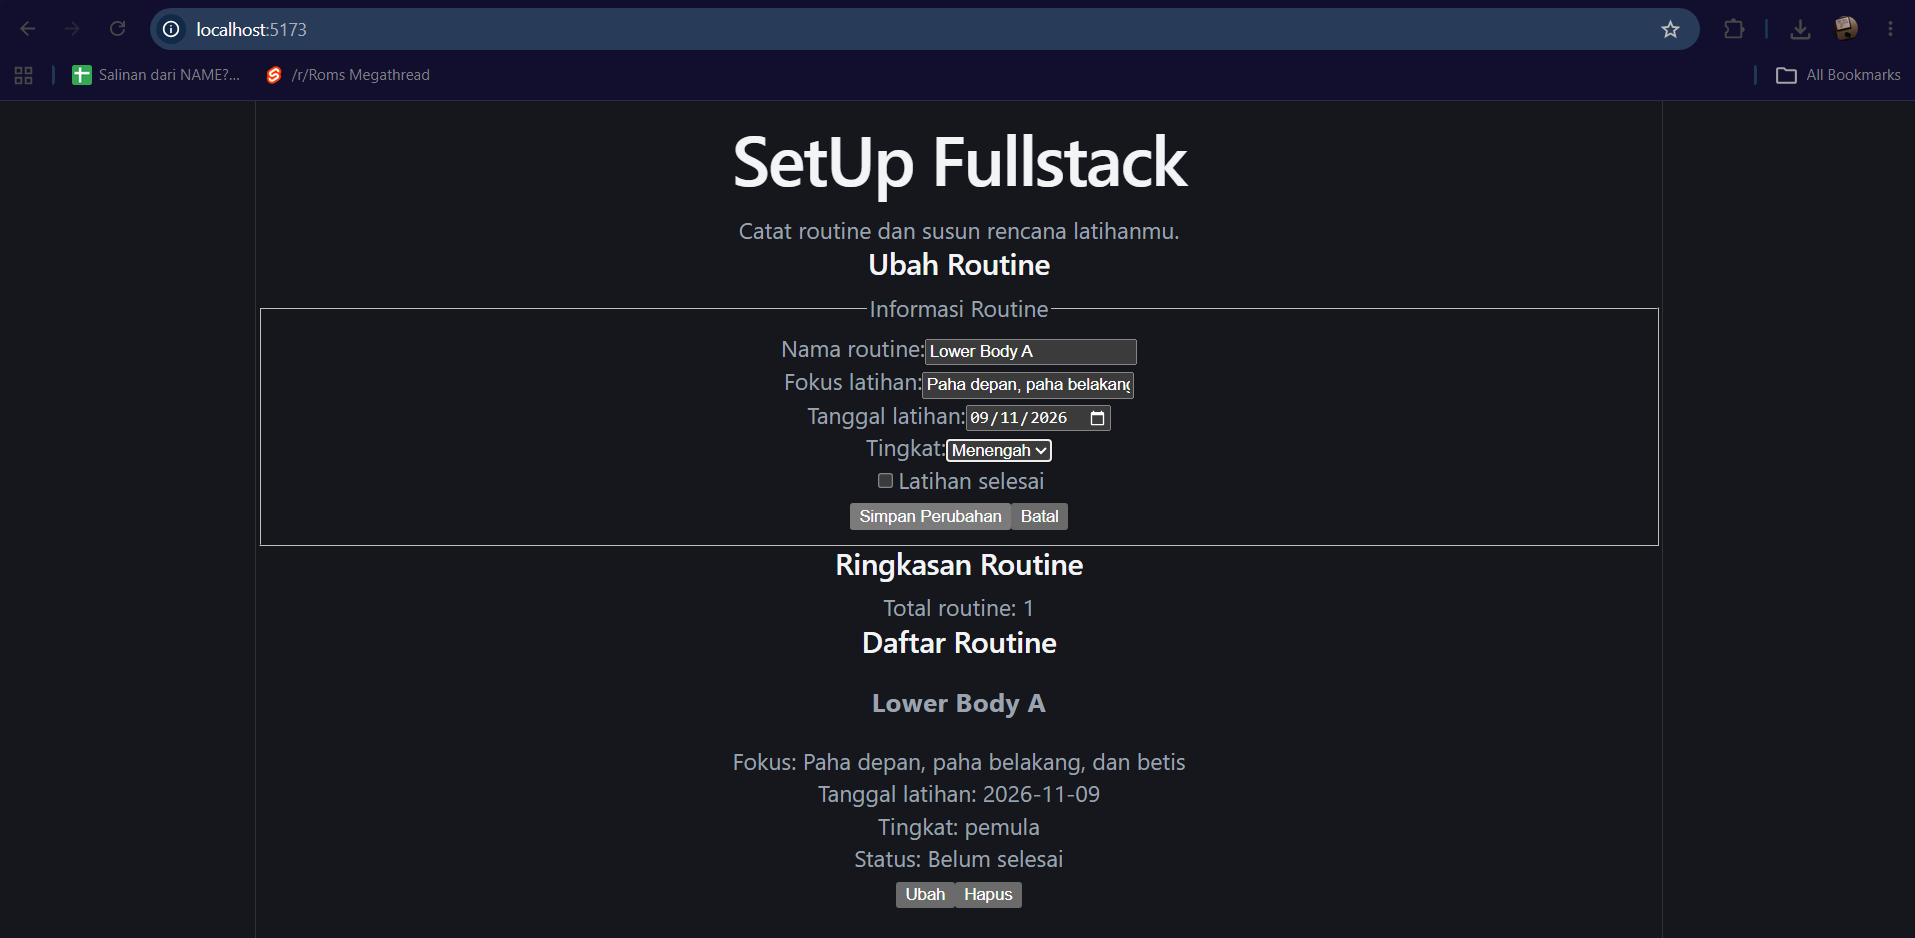 localhost:5173
Salinan dari NAME?...
/r/Roms Megathread
All Bookmarks
SetUp Fullstack
Catat routine dan susun rencana latihanmu.
Ubah Routine
Informasi Routine
Nama routine: Lower Body A
Fokus latihan: Paha depan, paha belakang
Tanggal latihan: 09/11/2026
Tingkat: Menengah
Latihan selesai
Simpan Perubahan Batal
Ringkasan Routine
Total routine: 1
Daftar Routine
Lower Body A
Fokus: Paha depan, paha belakang, dan betis
Tanggal latihan: 2026-11-09
Tingkat: pemula
Status: Belum selesai
Ubah Hapus